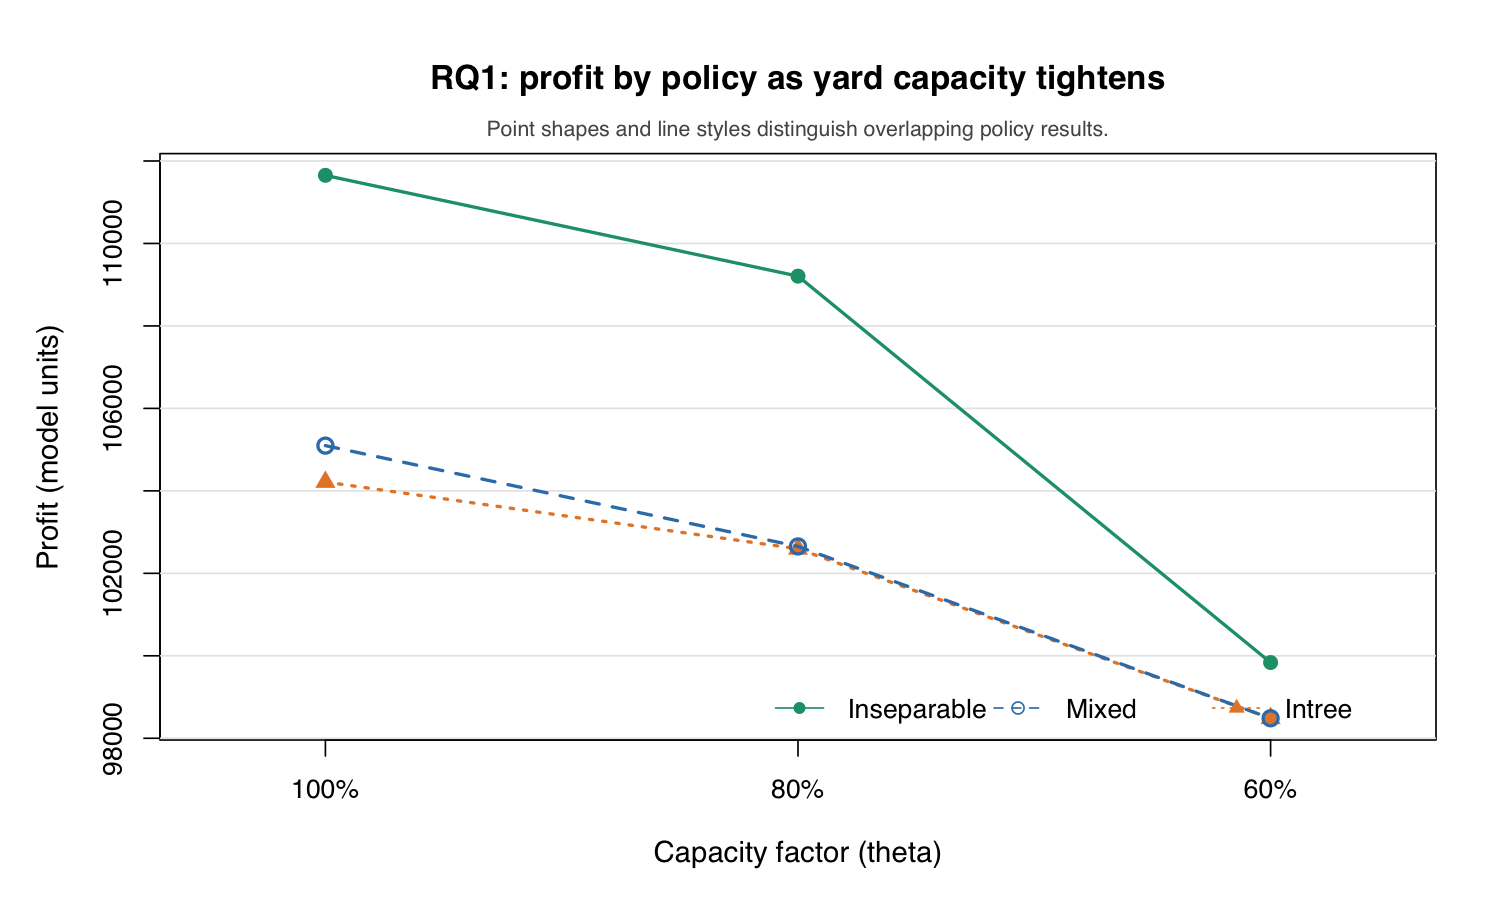 RQ1: profit by policy as yard capacity tightens
Point shapes and line styles distinguish overlapping policy results.
Profit (model units)
110000
106000
102000
98000
Inseparable Mixed Intree
100% 80% 60%
Capacity factor (theta)